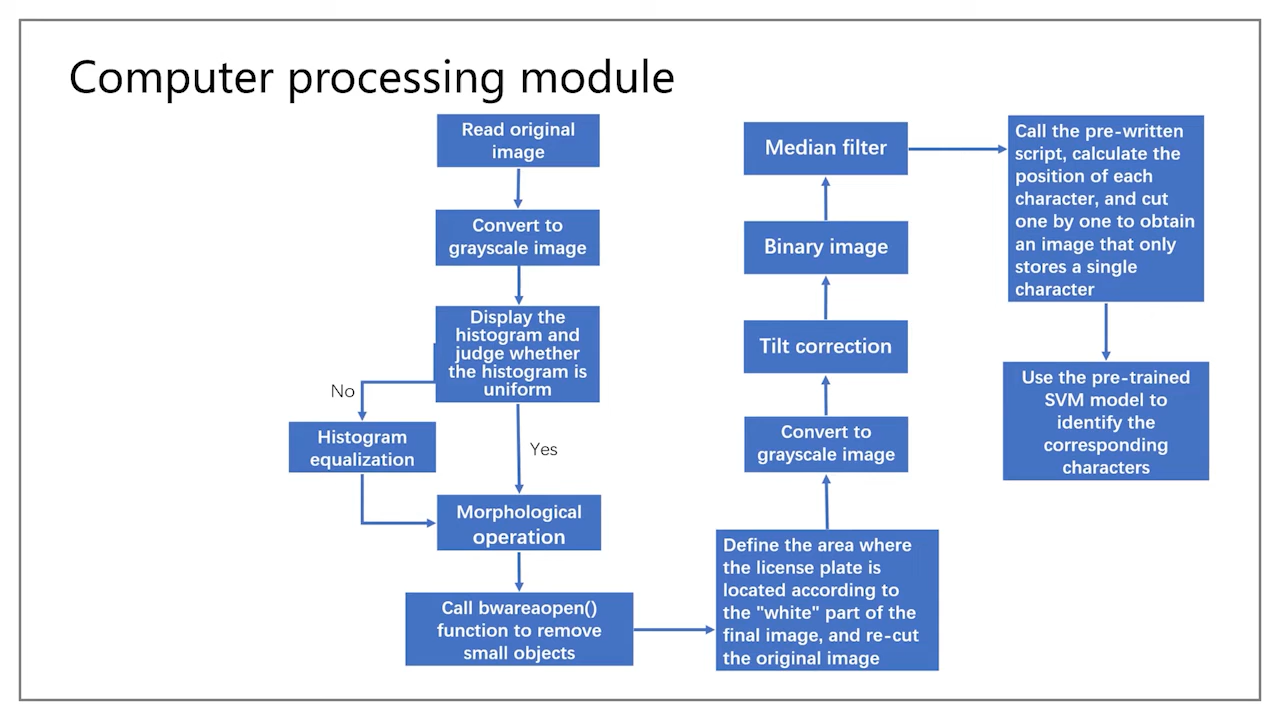 Computer processing module
Read original
image
Convert to
grayscale image
Display the
histogram and
judge whether
the histogram is
uniform
No
Histogram
equalization
Yes
Morphological
operation
Call bwareaopen()
function to remove
small objects
Define the area where
the license plate is
located according to
the "white" part of the
final image, and re-cut
the original image
Convert to
grayscale image
Tilt correction
Binary image
Median filter
Call the pre-written
script, calculate the
position of each
character, and cut
one by one to obtain
an image that only
stores a single
character
Use the pre-trained
SVM model to
identify the
corresponding
characters